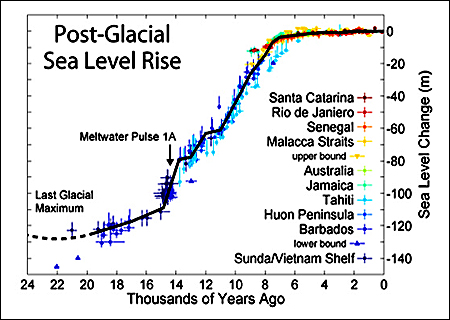 Post-Glacial
Sea Level Rise
Meltwater Pulse 1A
Last Glacial
Maximum
Santa Catarina
Rio de Janiero
Senegal
Malacca Straits
upper bound
Australia
Jamaica
Tahili
Huon Peninsula
Barbados
lower bound
Sunda/Vietnam Shelf
0
-20
-40
-60
-80
-100
-120
-140
Sea Level Change (m)
24 22 20 18 16 14 12 10 8 6 4 2 0
Thousands of Years Ago